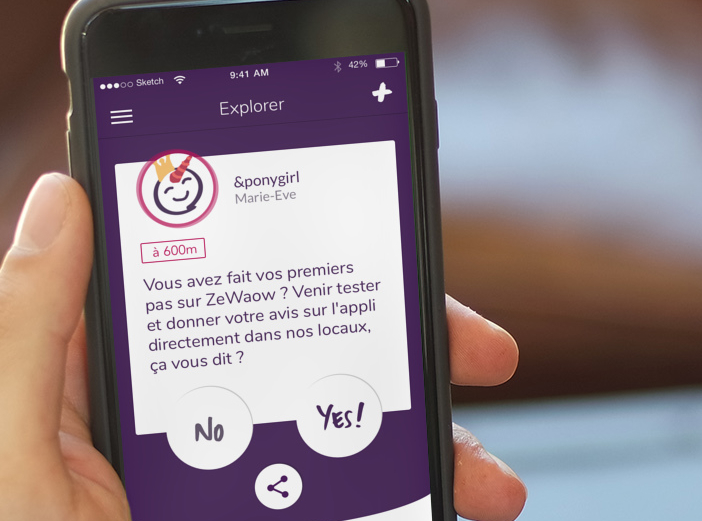 Sketch 9:41 AM 42%
Explorer
&ponygirl
Marie-Eve
à 600m
Vous avez fait vos premiers
pas sur ZeWaow ? Venir tester
et donner votre avis sur l'appli
directement dans nos locaux,
ça vous dit ?
No YES!